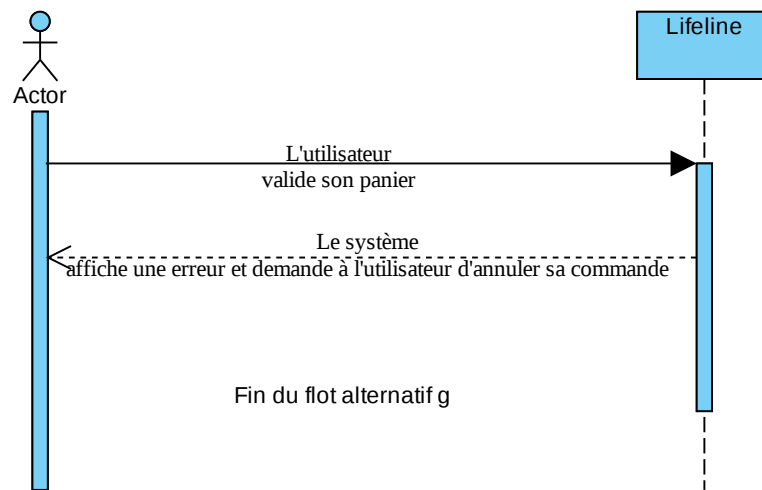 Lifeline
Actor
L'utilisateur
valide son panier
Le système
affiche une erreur et demande à l'utilisateur d'annuler sa commande
Fin du flot alternatif g